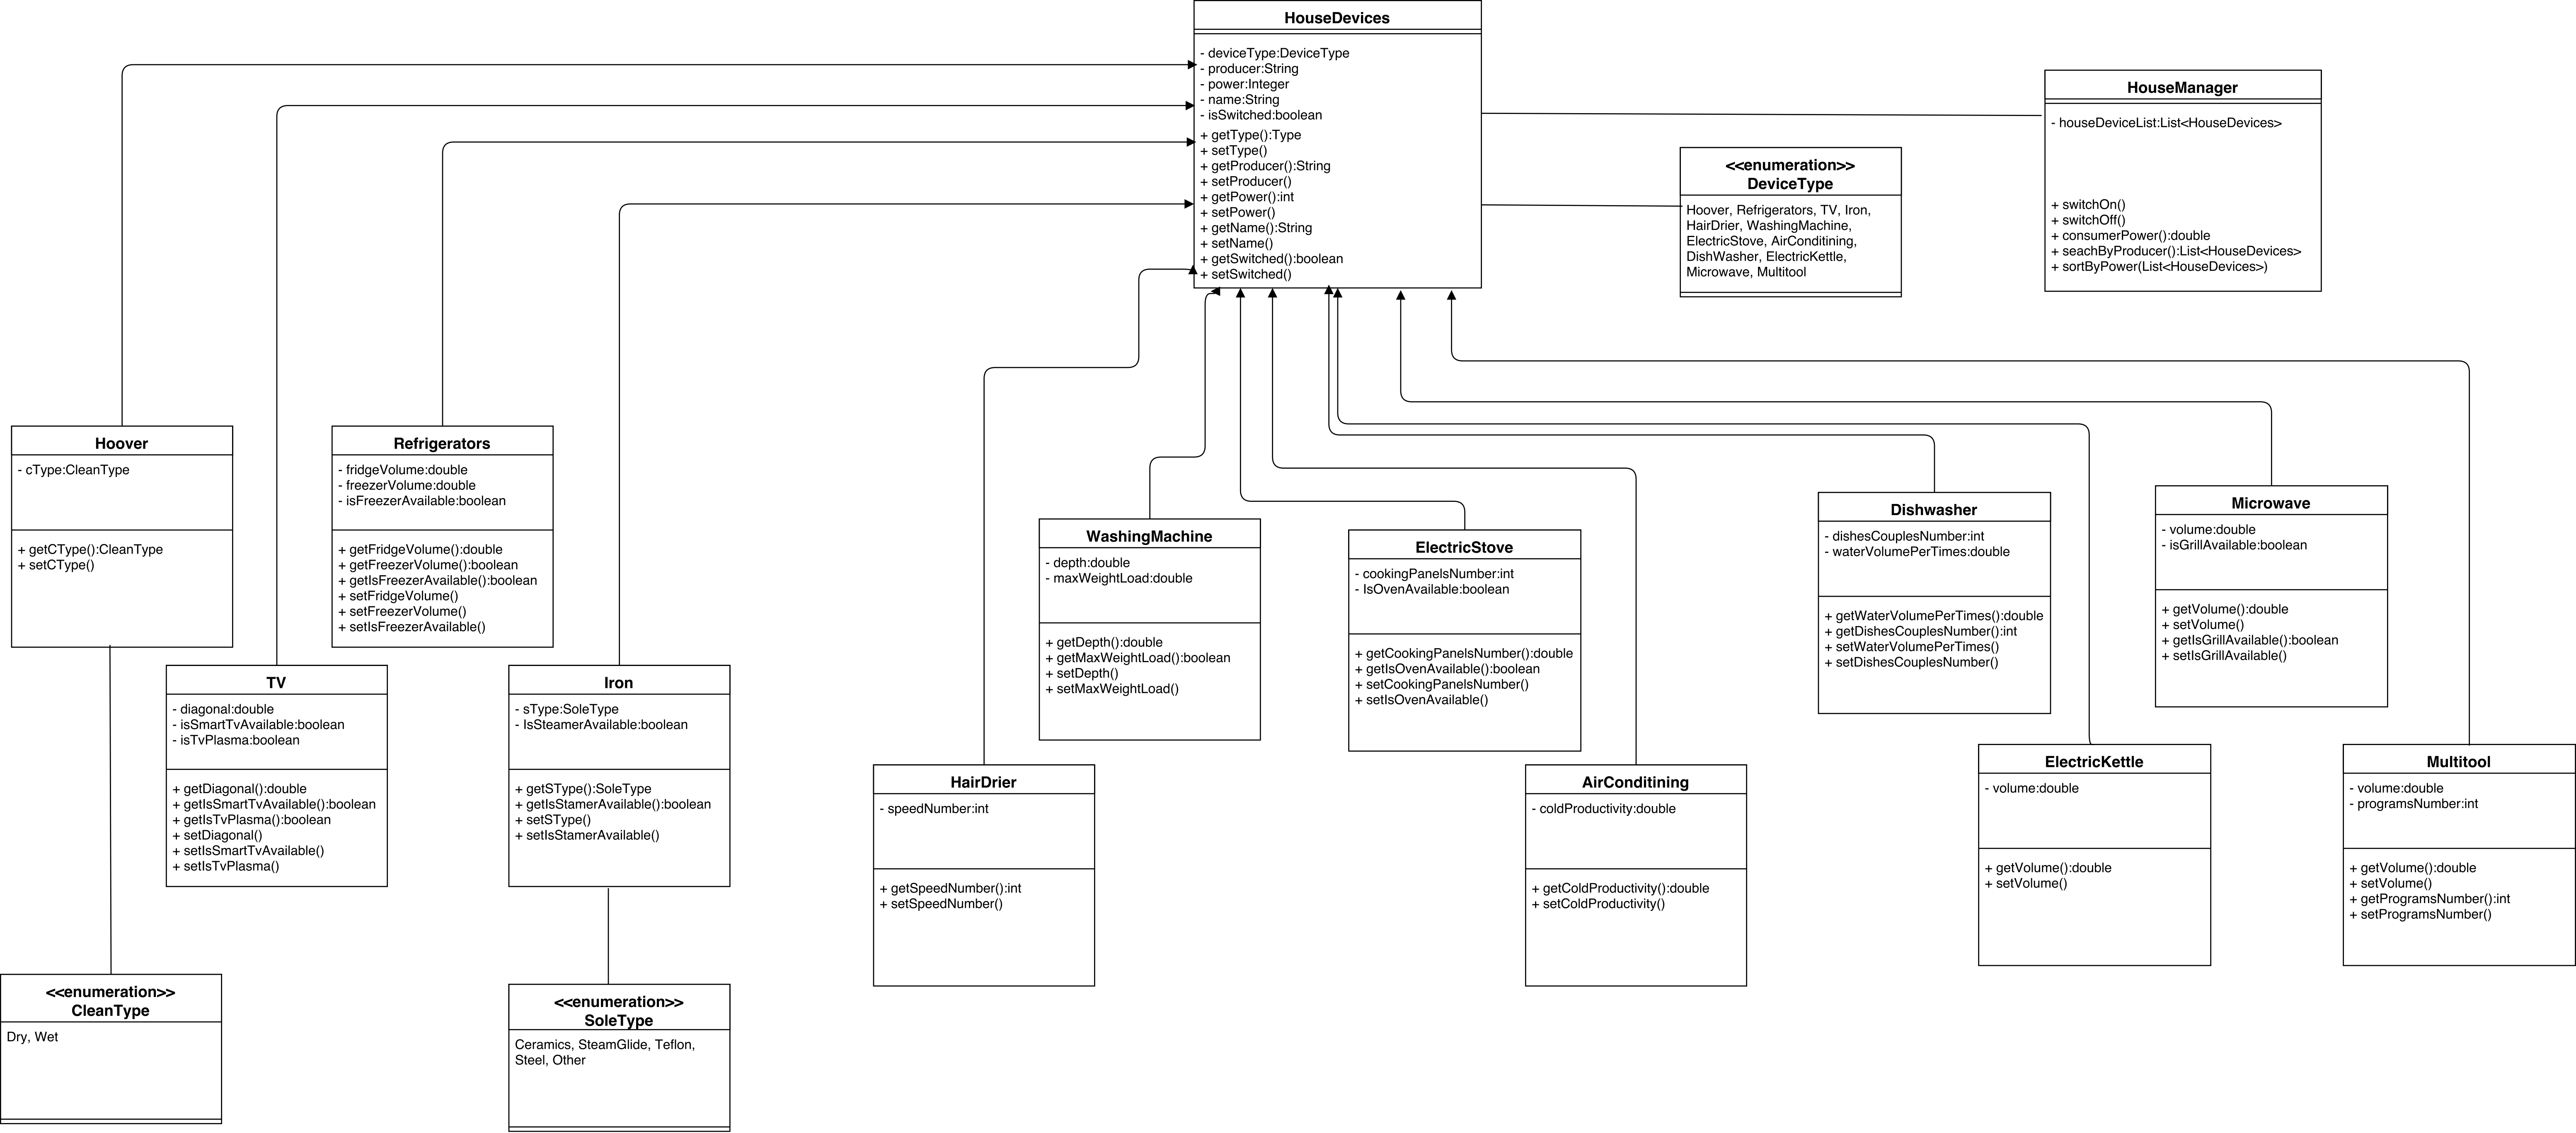 HouseDevices
- deviceType:DeviceType
- producer:String
- power:Integer
- name:String
- isSwitched:boolean
+ getType():Type
+ setType()
+ getProducer():String
+ setProducer()
+ getPower():int
+ setPower()
+ getName():String
+ setName()
+ getSwitched():boolean
+ setSwitched()
<<enumeration>>
DeviceType
Hoover, Refrigerators, TV, Iron,
HairDrier, WashingMachine,
ElectricStove, AirConditining,
DishWasher, ElectricKettle,
Microwave, Multitool
HouseManager
- houseDeviceList:List<HouseDevices>
+ switchOn()
+ switchOff()
+ consumerPower():double
+ seachByProducer():List<HouseDevices>
+ sortByPower(List<HouseDevices>)
Hoover
- cType:CleanType
+ getCType():CleanType
+ setCType()
Refrigerators
- fridgeVolume:double
- freezerVolume:double
- isFreezerAvailable:boolean
+ getFridgeVolume():double
+ getFreezerVolume():boolean
+ getIsFreezerAvailable():boolean
+ setFridgeVolume()
+ setFreezerVolume()
+ setIsFreezerAvailable()
TV
- diagonal:double
- isSmartTvAvailable:boolean
- isTvPlasma:boolean
+ getDiagonal():double
+ getIsSmartTvAvailable():boolean
+ getIsTvPlasma():boolean
+ setDiagonal()
+ setIsSmartTvAvailable()
+ setIsTvPlasma()
Iron
- sType:SoleType
- IsSteamerAvailable:boolean
+ getSType():SoleType
+ getIsStamerAvailable():boolean
+ setSType()
+ setIsStamerAvailable()
HairDrier
- speedNumber:int
+ getSpeedNumber():int
+ setSpeedNumber()
WashingMachine
- depth:double
- maxWeightLoad:double
+ getDepth():double
+ getMaxWeightLoad():boolean
+ setDepth()
+ setMaxWeightLoad()
ElectricStove
- cookingPanelsNumber:int
- IsOvenAvailable:boolean
+ getCookingPanelsNumber():double
+ getIsOvenAvailable():boolean
+ setCookingPanelsNumber()
+ setIsOvenAvailable()
AirConditining
- coldProductivity:double
+ getColdProductivity():double
+ setColdProductivity()
Dishwasher
- dishesCouplesNumber:int
- waterVolumePerTimes:double
+ getWaterVolumePerTimes():double
+ getDishesCouplesNumber():int
+ setWaterVolumePerTimes()
+ setDishesCouplesNumber()
Microwave
- volume:double
- isGrillAvailable:boolean
+ getVolume():double
+ setVolume()
+ getIsGrillAvailable():boolean
+ setIsGrillAvailable()
ElectricKettle
- volume:double
+ getVolume():double
+ setVolume()
Multitool
- volume:double
- programsNumber:int
+ getVolume():double
+ setVolume()
+ getProgramsNumber():int
+ setProgramsNumber()
<<enumeration>>
CleanType
Dry, Wet
<<enumeration>>
SoleType
Ceramics, SteamGlide, Teflon,
Steel, Other